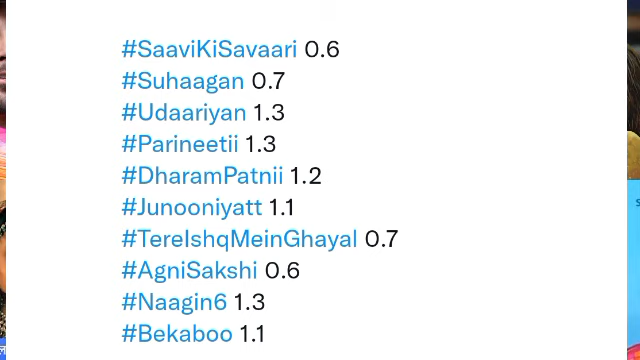 #SaaviKiSavaari 0.6
#Suhaagan 0.7
#Udaariyan 1.3
#Parineetii 1.3
#DharamPatnii 1.2
#Junooniyatt 1.1
#TereIshqMeinGhayal 0.7
#AgniSakshi 0.6
#Naagin6 1.3
#Bekaboo 1.1